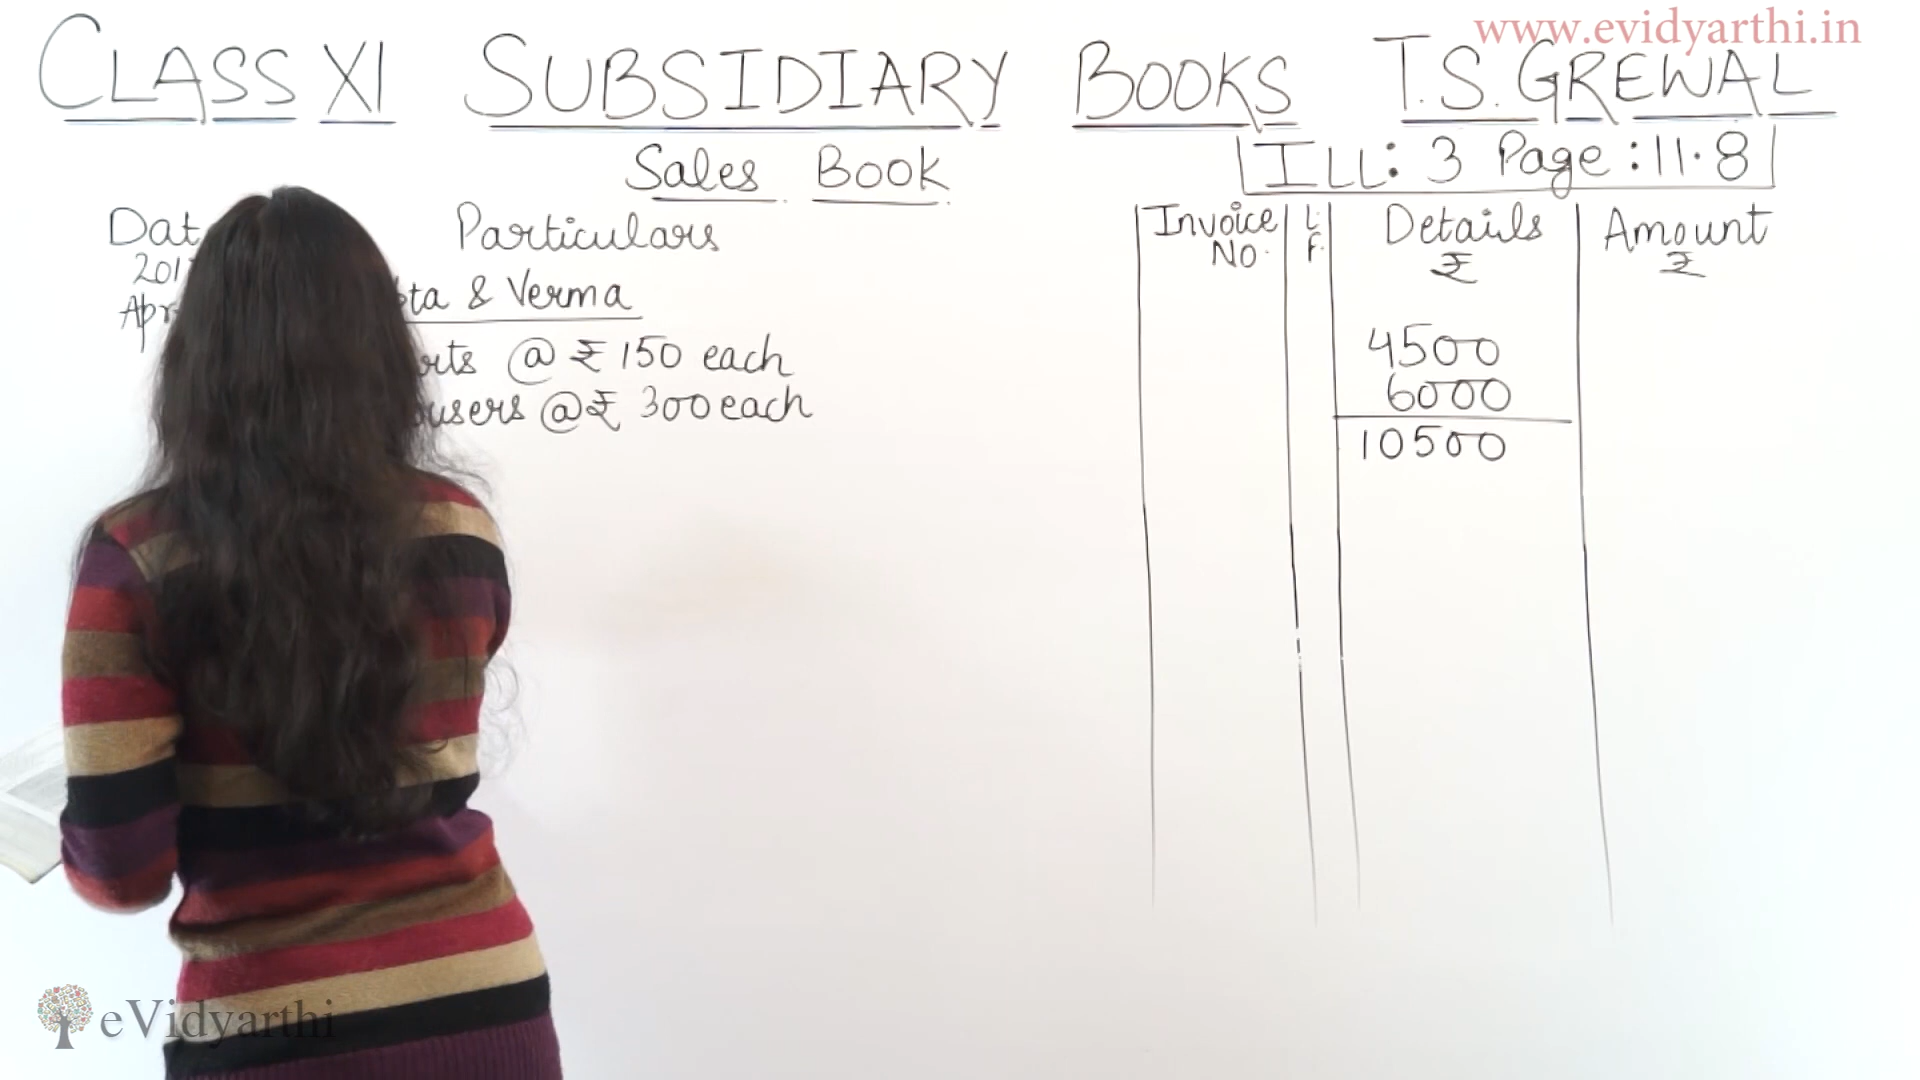 www.evidyarthi.in
CLASS XI SUBSIDIARY BOOKS T.S. GREWAL
Sales Book
ILL: 3 Page : 11.8
Particulars
Invoice No.
L.F.
Details ₹
Amount ₹
& Verma
@ ₹ 150 each
4500
@ ₹ 300 each
6000
10500
eVidyarthi